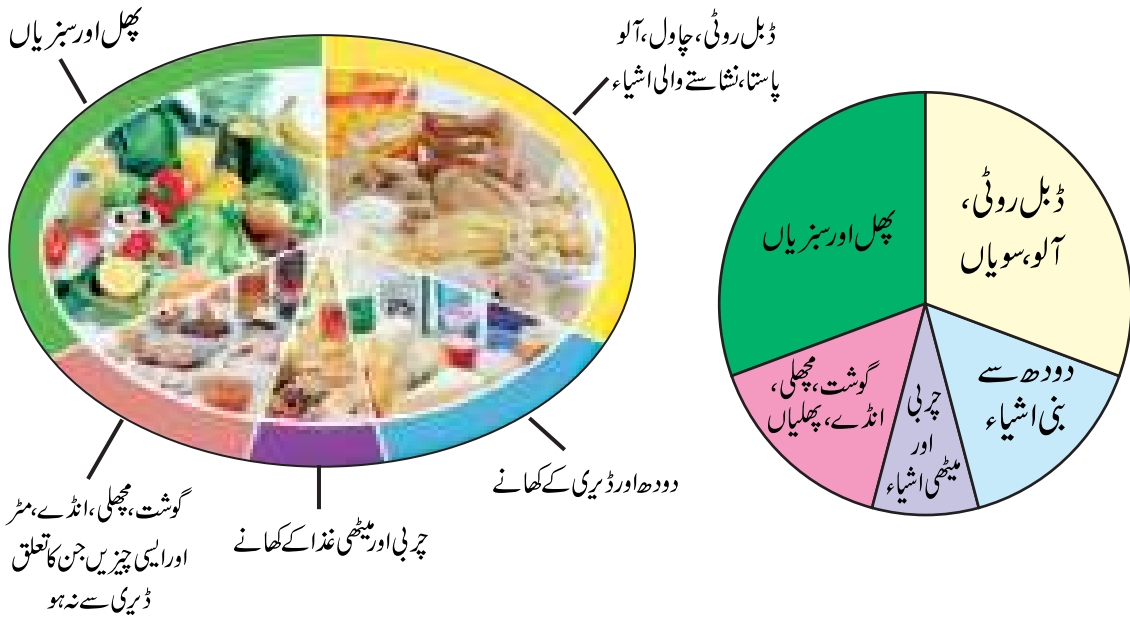 پھل اور سبزیاں
ڈبل روٹی، چاول، آلو
پاستا، نشاستے والی اشیاء
گوشت، مچھلی، انڈے، مٹر
اور ایسی چیزیں جن کا تعلق
ڈیری سے نہ ہو
چربی اور میٹھی غذا کے کھانے
دودھ اور ڈیری کے کھانے
پھل اور سبزیاں
ڈبل روٹی،
آلو، سویاں
گوشت، مچھلی،
انڈے، پھلیاں
چربی
اور
میٹھی اشیاء
دودھ سے
بنی اشیاء